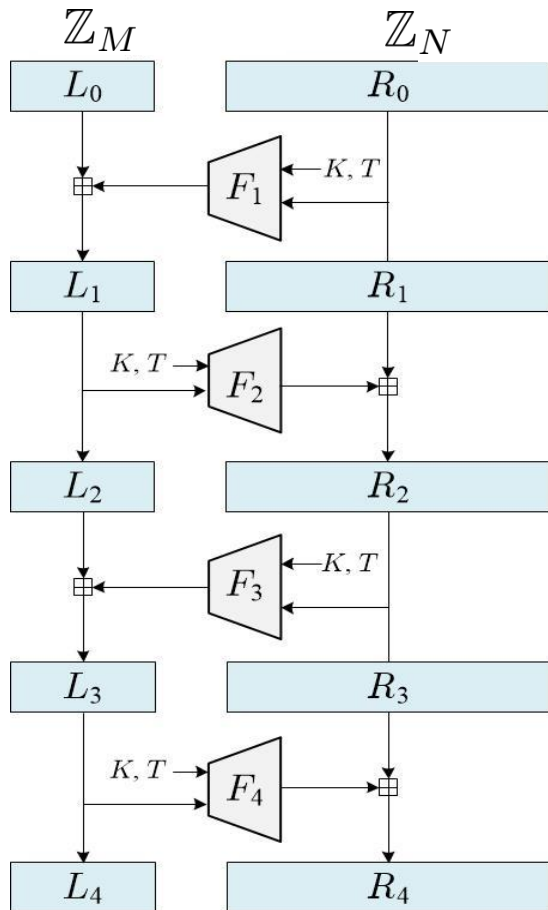 ℤ_M ℤ_N
L_0 R_0
K, T
F_1
L_1 R_1
K, T
F_2
L_2 R_2
K, T
F_3
L_3 R_3
K, T
F_4
L_4 R_4